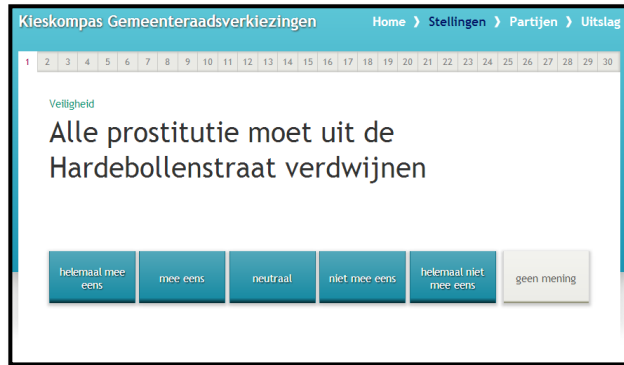 Kieskompas Gemeenteraadsverkiezingen
Home ❯ Stellingen ❯ Partijen ❯ Uitslag
1 2 3 4 5 6 7 8 9 10 11 12 13 14 15 16 17 18 19 20 21 22 23 24 25 26 27 28 29 30
Veiligheid
Alle prostitutie moet uit de
Hardebollenstraat verdwijnen
helemaal mee
eens
mee eens
neutraal
niet mee eens
helemaal niet
mee eens
geen mening